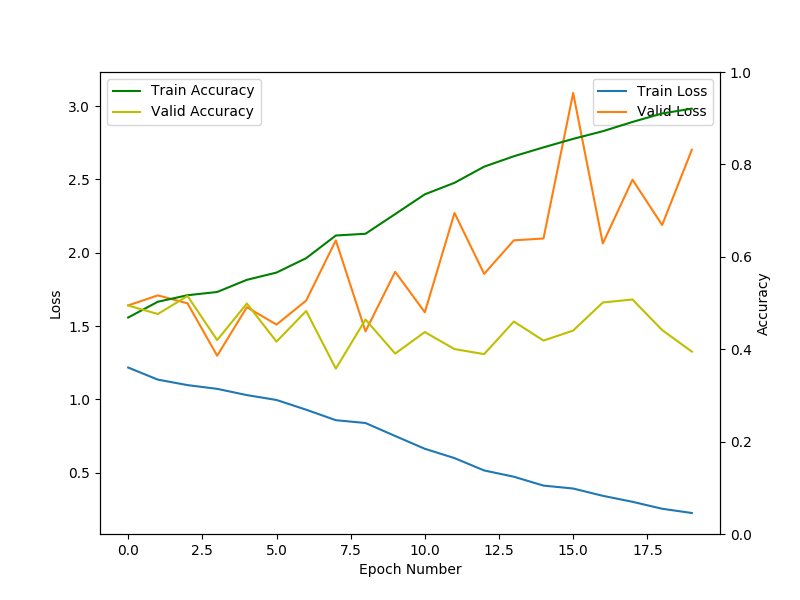 Train Accuracy
Valid Accuracy
Train Loss
Valid Loss
3.0
2.5
2.0
1.5
1.0
0.5
Loss
1.0
0.8
0.6
0.4
0.2
0.0
Accuracy
0.0 2.5 5.0 7.5 10.0 12.5 15.0 17.5
Epoch Number